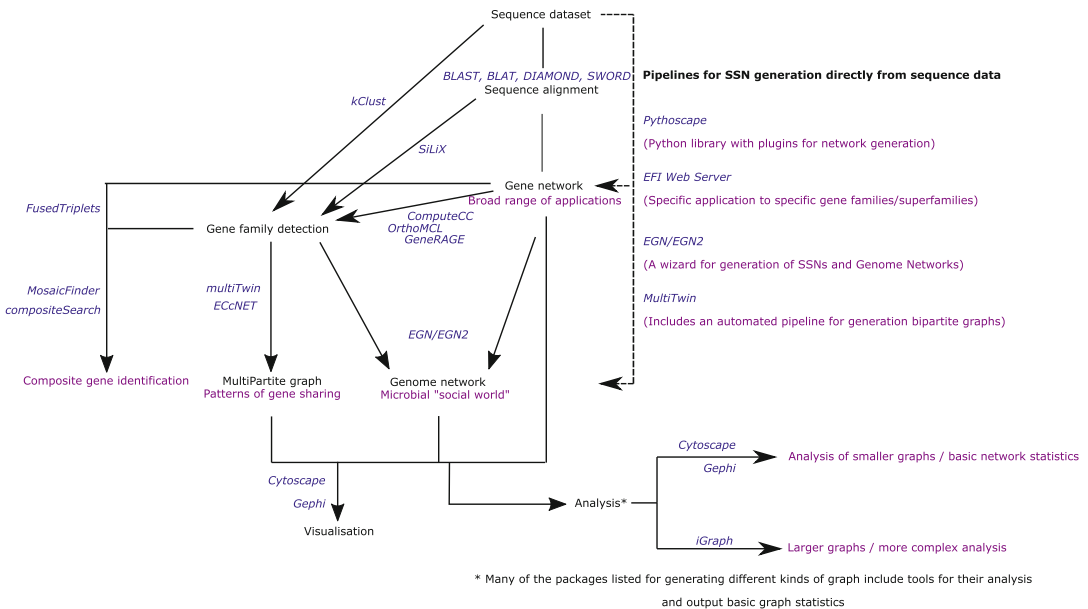 Sequence dataset
BLAST, BLAT, DIAMOND, SWORD
Pipelines for SSN generation directly from sequence data
Sequence alignment
kClust
Pythoscape
(Python library with plugins for network generation)
SiLiX
EFI Web Server
Gene network
Broad range of applications
(Specific application to specific gene families/superfamilies)
FusedTriplets
ComputeCC
OrthoMCL
GeneRAGE
Gene family detection
EGN/EGN2
(A wizard for generation of SSNs and Genome Networks)
MosaicFinder
compositeSearch
multiTwin
ECcNET
MultiTwin
(Includes an automated pipeline for generation bipartite graphs)
EGN/EGN2
Composite gene identification
MultiPartite graph
Patterns of gene sharing
Genome network
Microbial "social world"
Cytoscape
Gephi
Analysis of smaller graphs / basic network statistics
Cytoscape
Gephi
Analysis*
Visualisation
iGraph
Larger graphs / more complex analysis
* Many of the packages listed for generating different kinds of graph include tools for their analysis
and output basic graph statistics